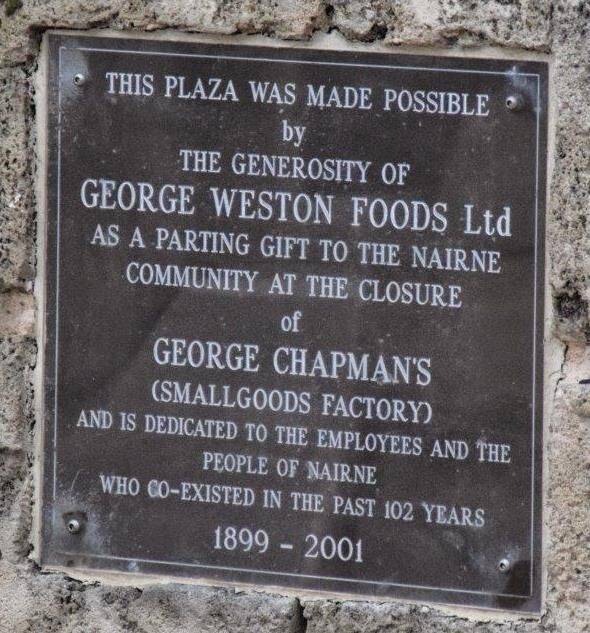 THIS PLAZA WAS MADE POSSIBLE
by
THE GENEROSITY OF
GEORGE WESTON FOODS Ltd
AS A PARTING GIFT TO THE NAIRNE
COMMUNITY AT THE CLOSURE
of
GEORGE CHAPMAN'S
(SMALLGOODS FACTORY)
AND IS DEDICATED TO THE EMPLOYEES AND THE
PEOPLE OF NAIRNE
WHO CO-EXISTED IN THE PAST 102 YEARS
1899 - 2001